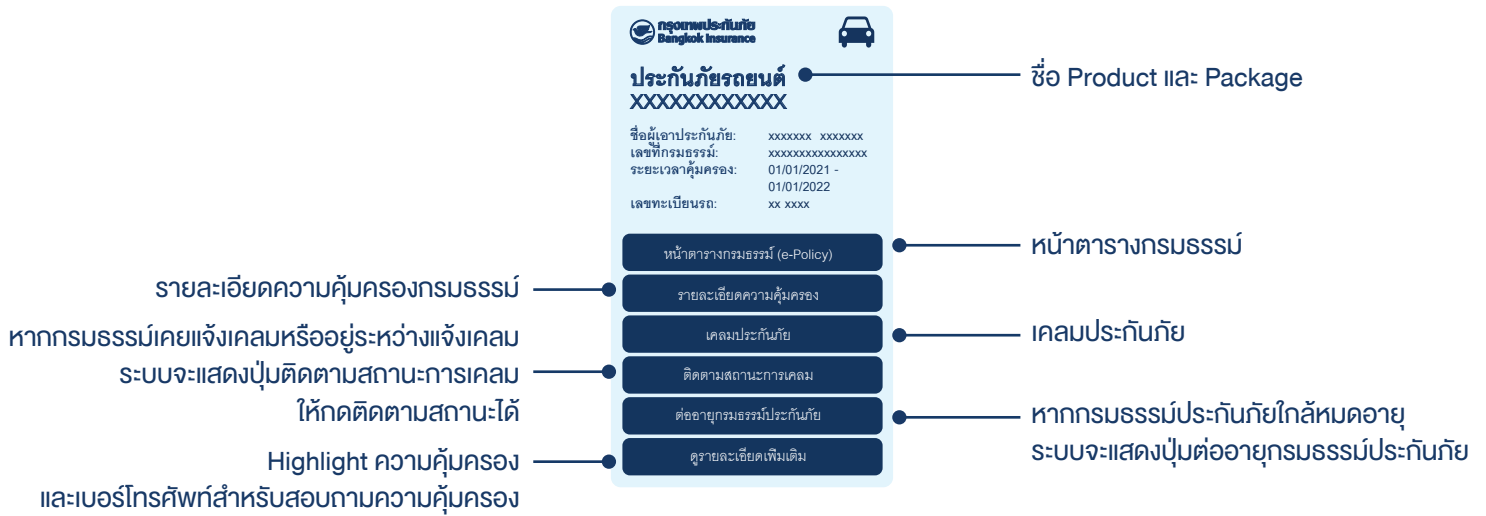 กรุงเทพประกันภัย
Bangkok Insurance
ประกันภัยรถยนต์
XXXXXXXXXXXX
ชื่อผู้เอาประกันภัย: xxxxxxx xxxxxxx
เลขที่กรมธรรม์: xxxxxxxxxxxxxxxx
ระยะเวลาคุ้มครอง: 01/01/2021 -
01/01/2022
เลขทะเบียนรถ: xx xxxx
หน้าตารางกรมธรรม์ (e-Policy)
รายละเอียดความคุ้มครอง
เคลมประกันภัย
ติดตามสถานะการเคลม
ต่ออายุกรมธรรม์ประกันภัย
ดูรายละเอียดเพิ่มเติม
ชื่อ Product และ Package
หน้าตารางกรมธรรม์
รายละเอียดความคุ้มครองกรมธรรม์
เคลมประกันภัย
หากกรมธรรม์เคยแจ้งเคลมหรืออยู่ระหว่างแจ้งเคลม
ระบบจะแสดงปุ่มติดตามสถานะการเคลม
ให้กดติดตามสถานะได้
หากกรมธรรม์ประกันภัยใกล้หมดอายุ
ระบบจะแสดงปุ่มต่ออายุกรมธรรม์ประกันภัย
Highlight ความคุ้มครอง
และเบอร์โทรศัพท์สำหรับสอบถามความคุ้มครอง